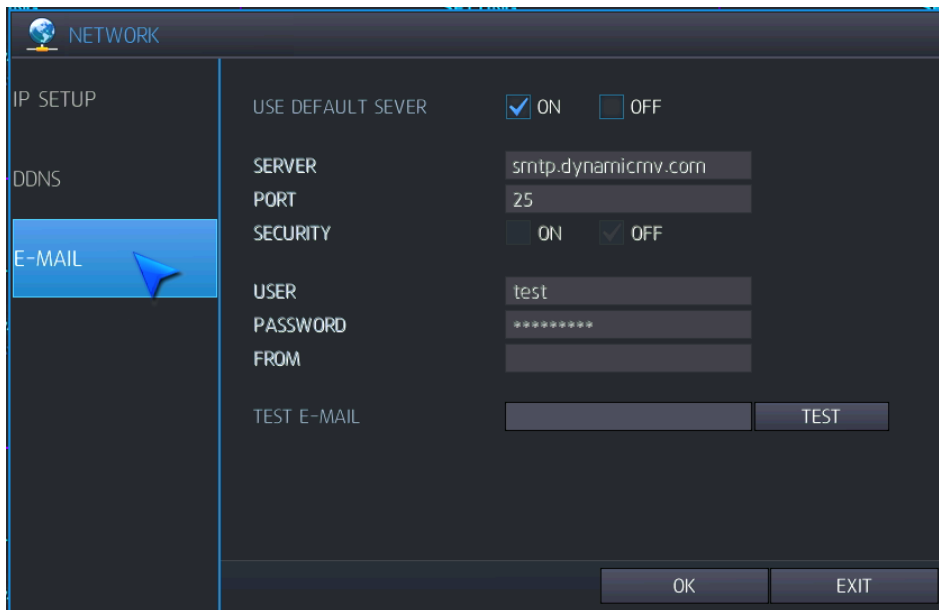 NETWORK
IP SETUP
DDNS
E-MAIL
USE DEFAULT SEVER ON OFF
SERVER smtp.dynamicmv.com
PORT 25
SECURITY ON OFF
USER test
PASSWORD *********
FROM
TEST E-MAIL TEST
OK EXIT